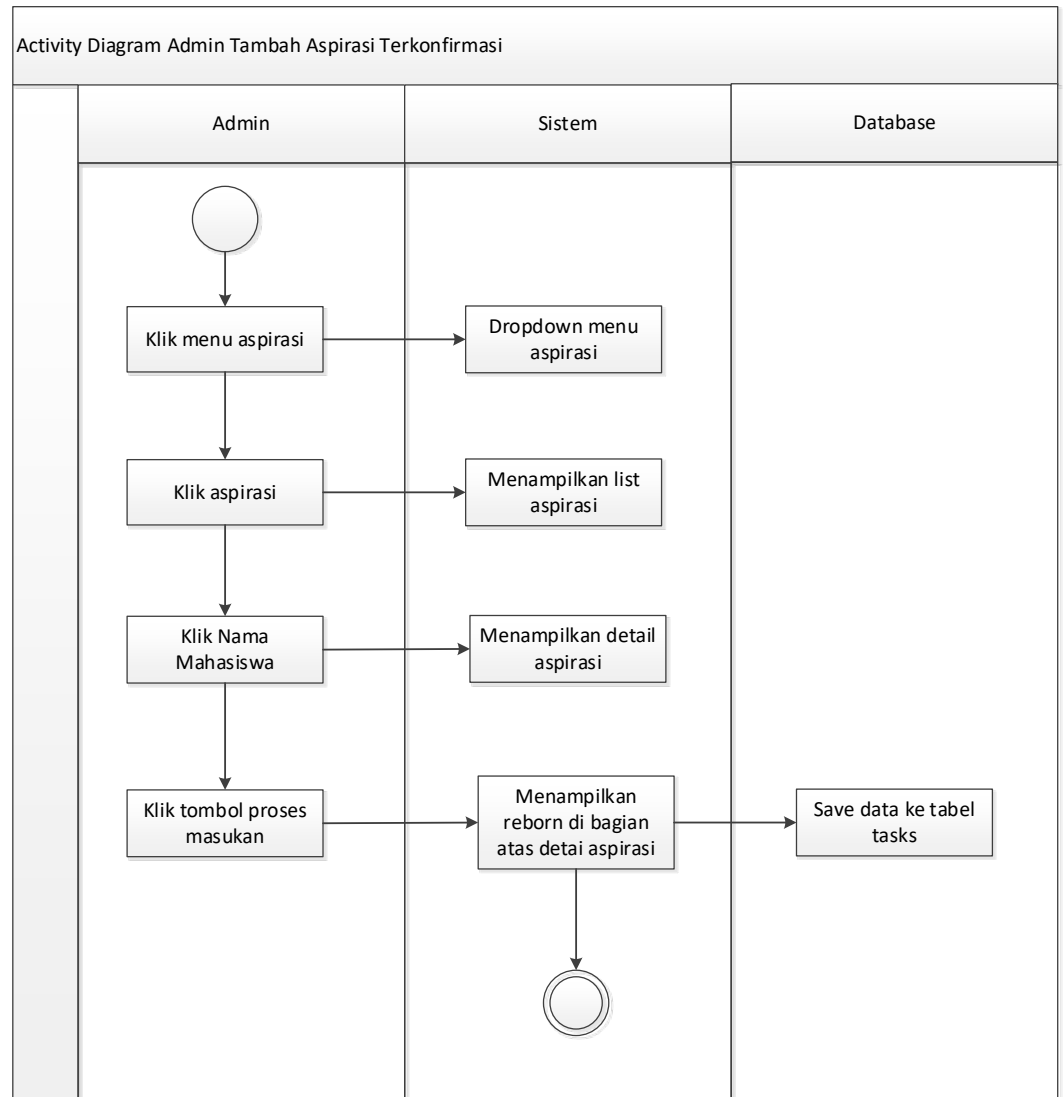 Activity Diagram Admin Tambah Aspirasi Terkonfirmasi
Admin
Sistem
Database
Klik menu aspirasi
Dropdown menu
aspirasi
Klik aspirasi
Menampilkan list
aspirasi
Klik Nama
Mahasiswa
Menampilkan detail
aspirasi
Klik tombol proses
masukan
Menampilkan
reborn di bagian
atas detai aspirasi
Save data ke tabel
tasks